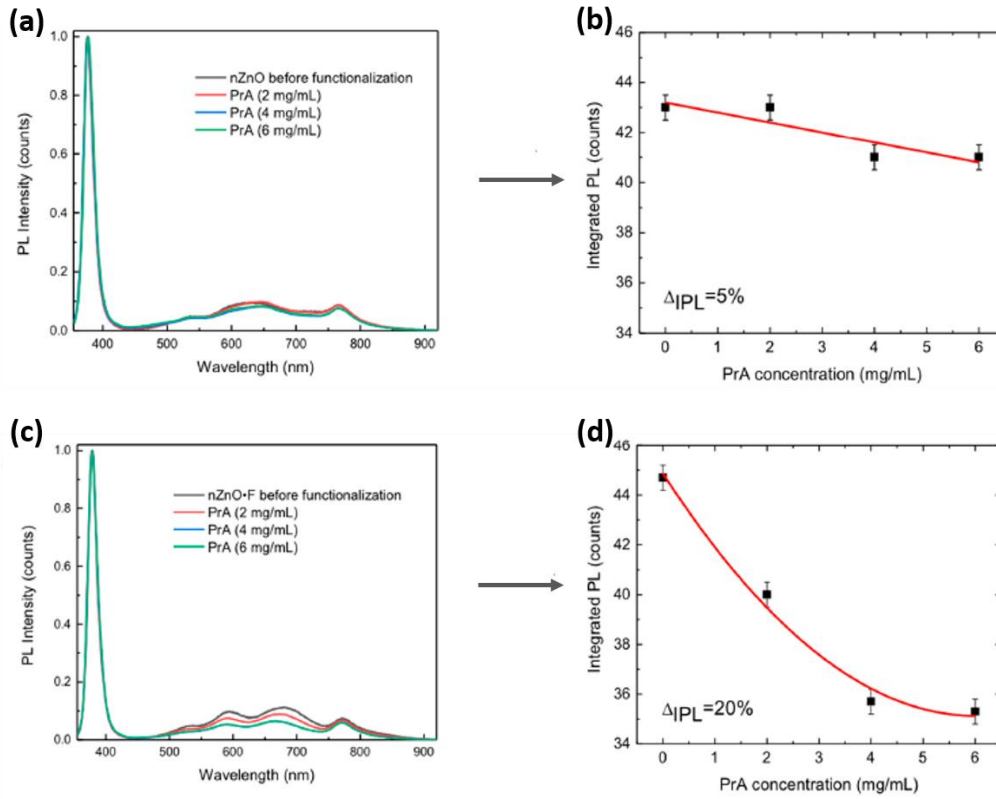 (a)
PL Intensity (counts)
1.0
0.8
0.6
0.4
0.2
0.0
nZnO before functionalization
PrA (2 mg/mL)
PrA (4 mg/mL)
PrA (6 mg/mL)
400 500 600 700 800 900
Wavelength (nm)
(b)
Integrated PL (counts)
46
44
42
40
38
36
34
ΔIPL=5%
0 2 4 6
PrA concentration (mg/mL)
(c)
PL Intensity (counts)
1.0
0.8
0.6
0.4
0.2
0.0
nZnO•F before functionalization
PrA (2 mg/mL)
PrA (4 mg/mL)
PrA (6 mg/mL)
400 500 600 700 800 900
Wavelength (nm)
(d)
Integrated PL (counts)
46
44
42
40
38
36
34
ΔIPL=20%
0 1 2 3 4 5 6
PrA concentration (mg/mL)